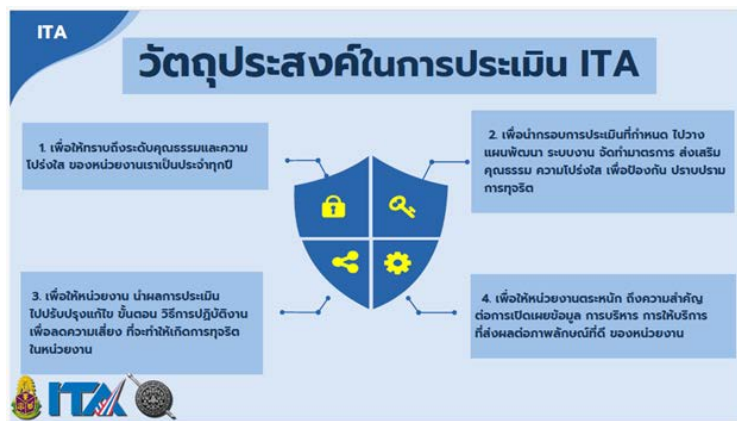 ITA
วัตถุประสงค์ในการประเมิน ITA
1. เพื่อให้ทราบถึงระดับคุณธรรมและความ
โปร่งใส ของหน่วยงานเราเป็นประจำทุกปี
2. เพื่อนำกรอบการประเมินที่กำหนด ไปวาง
แผนพัฒนา ระบบงาน จัดทำมาตรการ ส่งเสริม
คุณธรรม ความโปร่งใส เพื่อป้องกัน ปราบปราม
การทุจริต
3. เพื่อให้หน่วยงาน นำผลการประเมิน
ไปปรับปรุงแก้ไข ขั้นตอน วิธีการปฏิบัติงาน
เพื่อลดความเสี่ยง ที่จะทำให้เกิดการทุจริต
ในหน่วยงาน
4. เพื่อให้หน่วยงานตระหนัก ถึงความสำคัญ
ต่อการเปิดเผยข้อมูล การบริหาร การให้บริการ
ที่ส่งผลต่อภาพลักษณ์ที่ดี ของหน่วยงาน
ITA